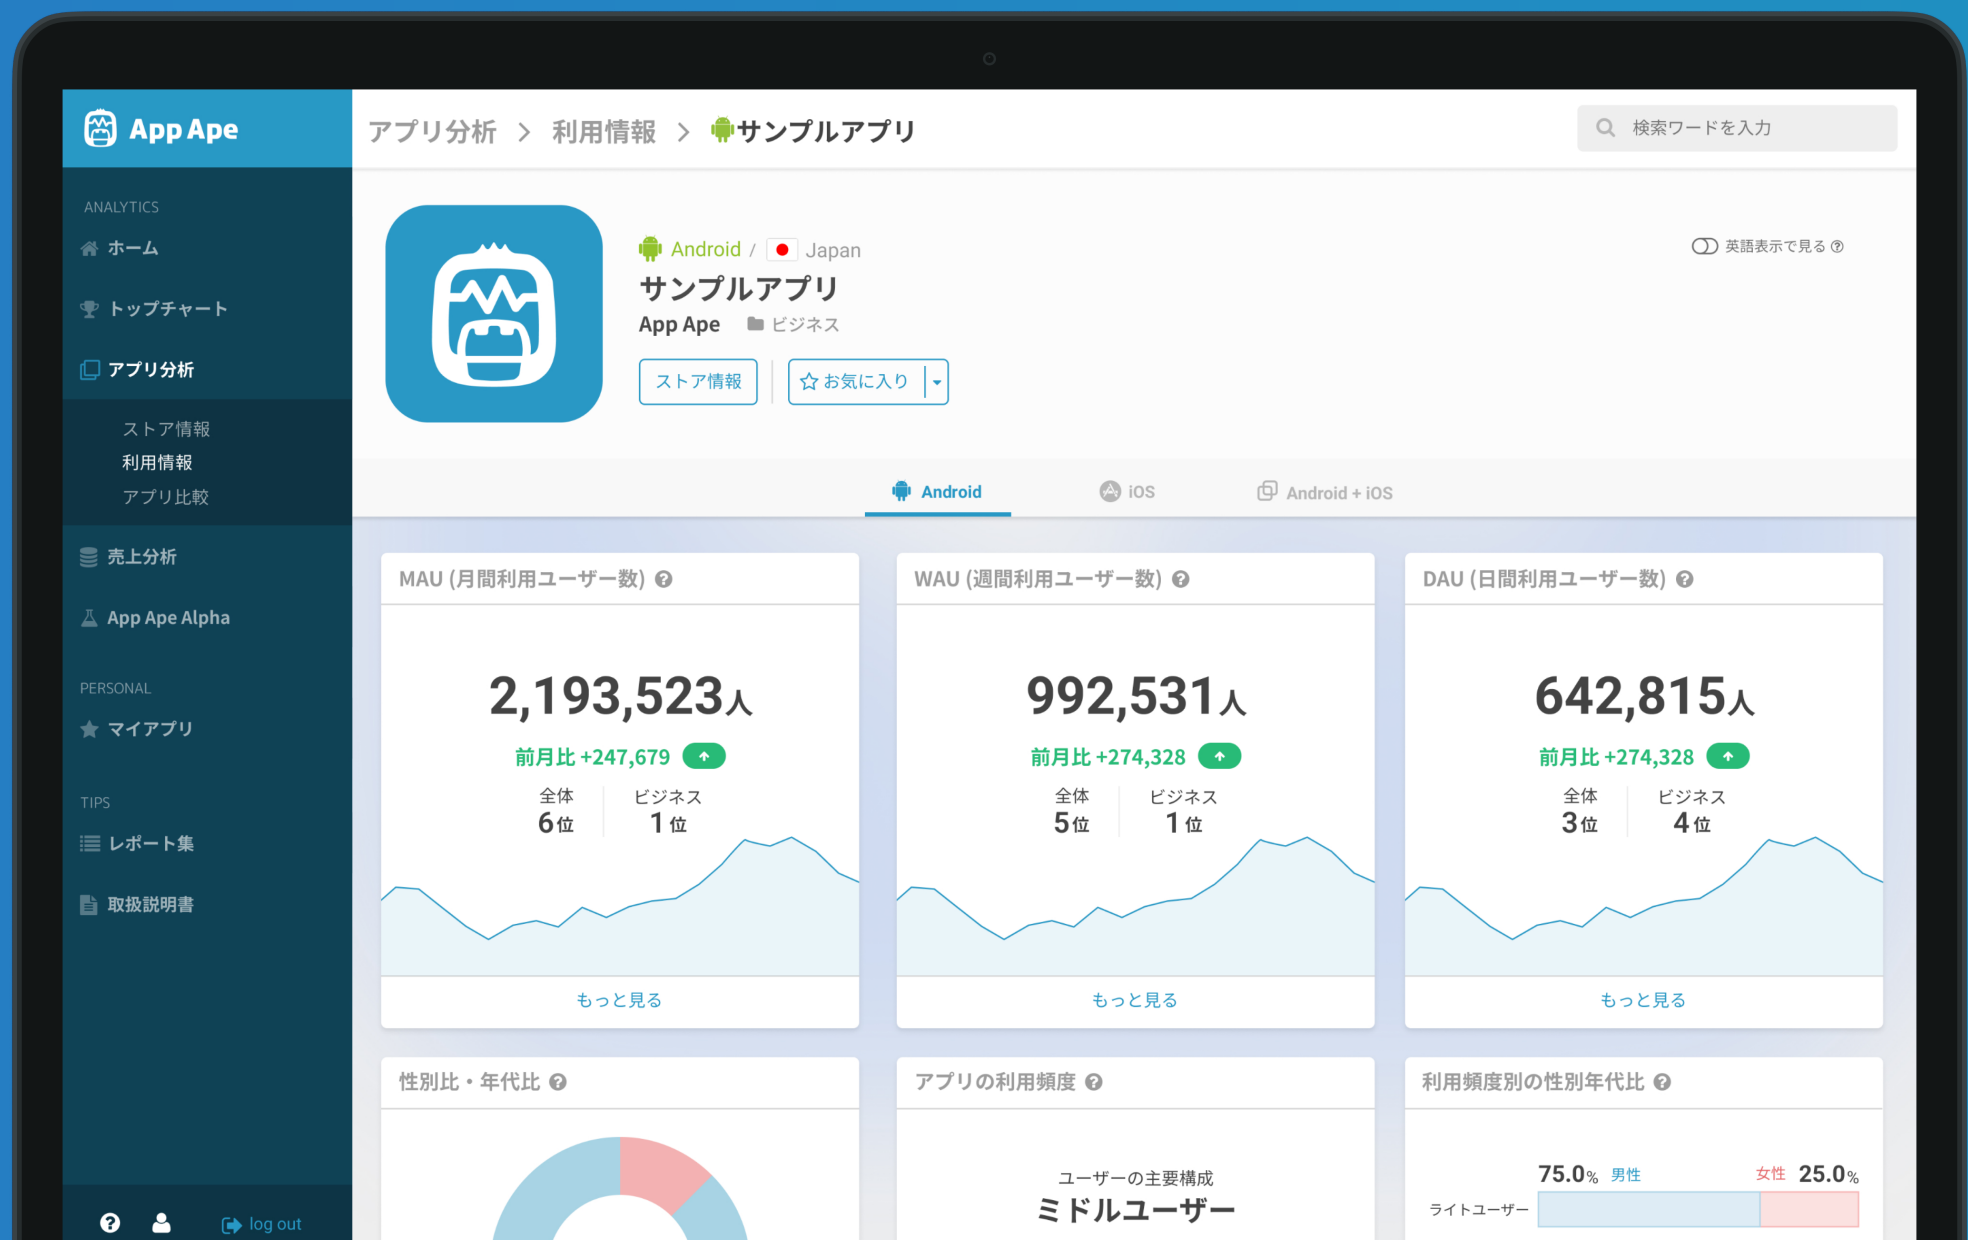 App Ape
アプリ分析 > 利用情報 > サンプルアプリ
検索ワードを入力
ANALYTICS
ホーム
トップチャート
アプリ分析
ストア情報
利用情報
アプリ比較
売上分析
App Ape Alpha
PERSONAL
マイアプリ
TIPS
レポート集
取扱説明書
log out
Android / Japan
サンプルアプリ
App Ape ビジネス
ストア情報 お気に入り
英語表示で見る
Android iOS Android + iOS
MAU (月間利用ユーザー数)
2,193,523人
前月比 +247,679
全体 ビジネス
6位 1位
もっと見る
WAU (週間利用ユーザー数)
992,531人
前月比 +274,328
全体 ビジネス
5位 1位
もっと見る
DAU (日間利用ユーザー数)
642,815人
前月比 +274,328
全体 ビジネス
3位 4位
もっと見る
性別比・年代比
アプリの利用頻度
ユーザーの主要構成
ミドルユーザー
利用頻度別の性別年代比
75.0% 男性 女性 25.0%
ライトユーザー